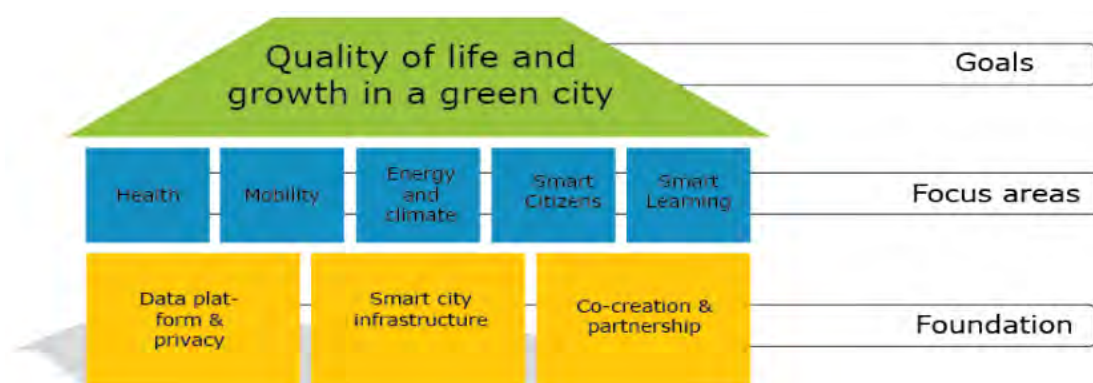 Quality of life and
growth in a green city
Goals
Health
Mobility
Energy
and
climate
Smart
Citizens
Smart
Learning
Focus areas
Data plat-
form &
privacy
Smart city
infrastructure
Co-creation &
partnership
Foundation